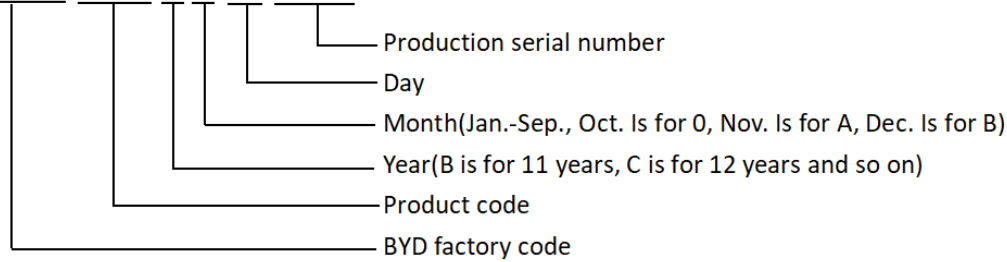 Production serial number
Day
Month(Jan.-Sep., Oct. Is for 0, Nov. Is for A, Dec. Is for B)
Year(B is for 11 years, C is for 12 years and so on)
Product code
BYD factory code